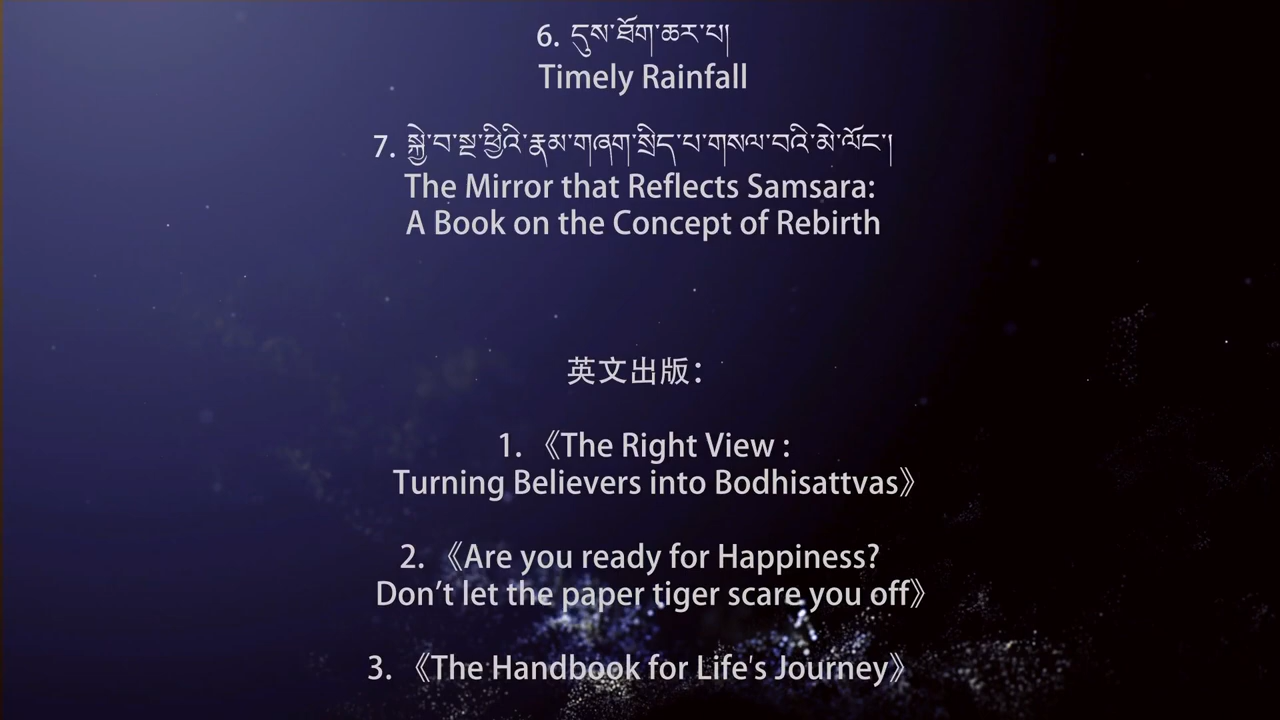 6. དུས་ཐོག་ཆར་པ།
Timely Rainfall
7. སྐྱེ་བ་སྔ་ཕྱིའི་རྣམ་གཞག་སྲིད་པ་གསལ་བའི་མེ་ལོང་།
The Mirror that Reflects Samsara:
A Book on the Concept of Rebirth
英文出版：
1. 《The Right View :
Turning Believers into Bodhisattvas》
2. 《Are you ready for Happiness?
Don’t let the paper tiger scare you off》
3. 《The Handbook for Life's Journey》